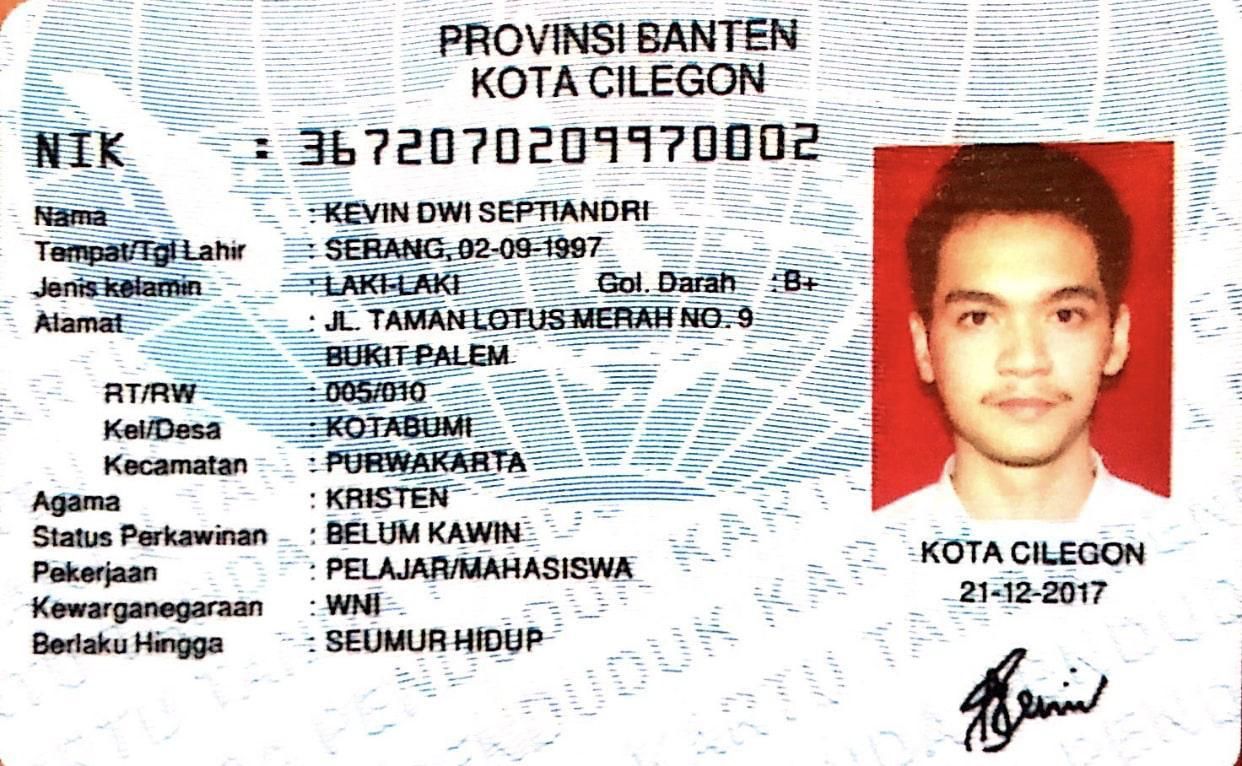 PROVINSI BANTEN
KOTA CILEGON
NIK : 3672070209970002
Nama : KEVIN DWI SEPTIANDRI
Tempat/Tgl Lahir : SERANG, 02-09-1997
Jenis kelamin : LAKI-LAKI Gol. Darah : B+
Alamat : JL. TAMAN LOTUS MERAH NO. 9
BUKIT PALEM
RT/RW : 005/010
Kel/Desa : KOTABUMI
Kecamatan : PURWAKARTA
Agama : KRISTEN
Status Perkawinan : BELUM KAWIN
Pekerjaan : PELAJAR/MAHASISWA
Kewarganegaraan : WNI
Berlaku Hingga : SEUMUR HIDUP
KOTA CILEGON
21-12-2017
Kevin